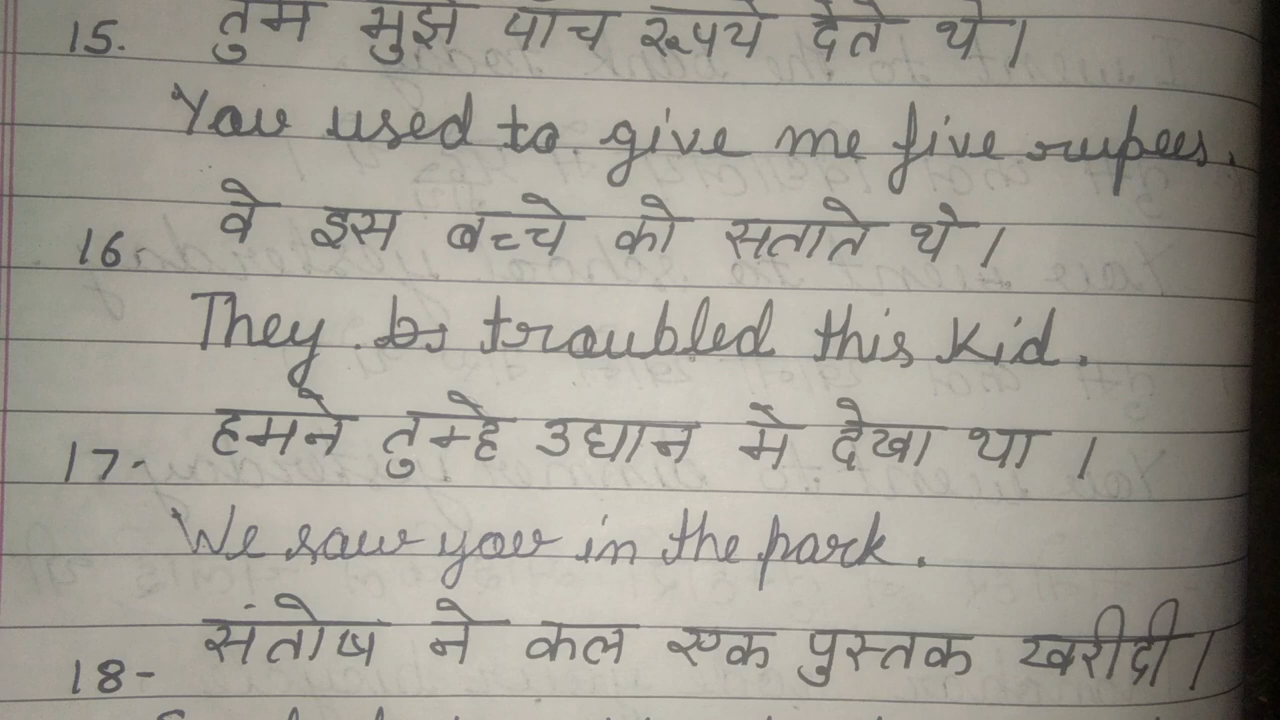 15. तुम मुझे पाँच रूपये देते थे।
You used to give me five rupees.
16. वे इस बच्चे को सताते थे।
They troubled this kid.
17- हमने तुम्हे उद्यान मे देखा था।
We saw you in the park.
18- संतोष ने कल एक पुस्तक खरीदी।